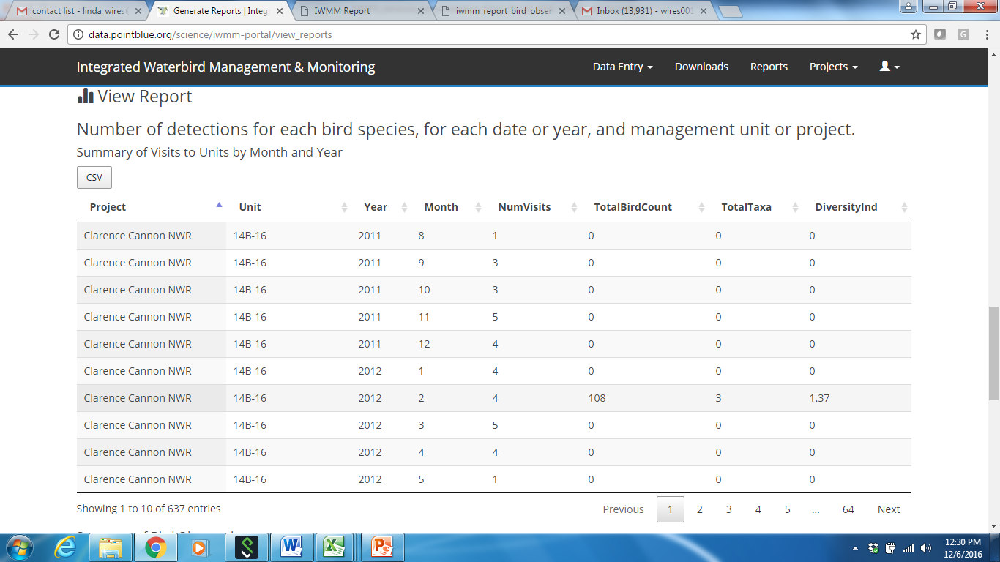 contact list - linda_wires
Generate Reports | Integ
IWMM Report
iwmm_report_bird_obser
Inbox (13,931) - wires001
data.pointblue.org/science/iwmm-portal/view_reports
G
Integrated Waterbird Management & Monitoring
Data Entry
Downloads
Reports
Projects
View Report
Number of detections for each bird species, for each date or year, and management unit or project.
Summary of Visits to Units by Month and Year
CSV
Project Unit Year Month NumVisits TotalBirdCount TotalTaxa DiversityInd
Clarence Cannon NWR 14B-16 2011 8 1 0 0 0
Clarence Cannon NWR 14B-16 2011 9 3 0 0 0
Clarence Cannon NWR 14B-16 2011 10 3 0 0 0
Clarence Cannon NWR 14B-16 2011 11 5 0 0 0
Clarence Cannon NWR 14B-16 2011 12 4 0 0 0
Clarence Cannon NWR 14B-16 2012 1 4 0 0 0
Clarence Cannon NWR 14B-16 2012 2 4 108 3 1.37
Clarence Cannon NWR 14B-16 2012 3 5 0 0 0
Clarence Cannon NWR 14B-16 2012 4 4 0 0 0
Clarence Cannon NWR 14B-16 2012 5 1 0 0 0
Showing 1 to 10 of 637 entries
Previous 1 2 3 4 5 ... 64 Next
12:30 PM
12/6/2016